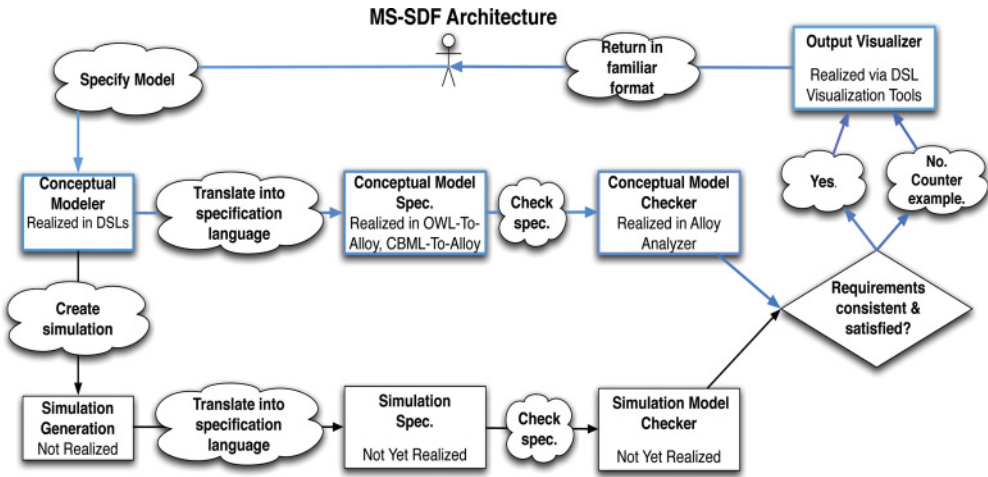 MS-SDF Architecture
Specify Model
Return in
familiar
format
Output Visualizer
Realized via DSL
Visualization Tools
Conceptual
Modeler
Realized in DSLs
Translate into
specification
language
Conceptual Model
Spec.
Realized in OWL-To-
Alloy, CBML-To-Alloy
Check
spec.
Conceptual Model
Checker
Realized in Alloy
Analyzer
Yes.
No.
Counter
example.
Requirements
consistent &
satisfied?
Create
simulation
Simulation
Generation
Not Realized
Translate into
specification
language
Simulation
Spec.
Not Yet Realized
Check
spec.
Simulation Model
Checker
Not Yet Realized